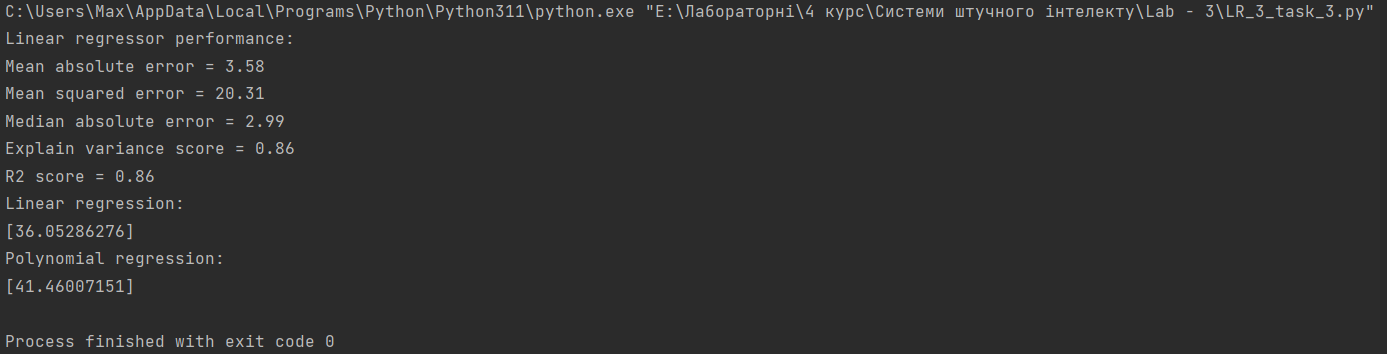 C:\Users\Max\AppData\Local\Programs\Python\Python311\python.exe "E:\Лабораторні\4 курс\Системи штучного інтелекту\Lab - 3\LR_3_task_3.py"
Linear regressor performance:
Mean absolute error = 3.58
Mean squared error = 20.31
Median absolute error = 2.99
Explain variance score = 0.86
R2 score = 0.86
Linear regression:
[36.05286276]
Polynomial regression:
[41.46007151]
Process finished with exit code 0